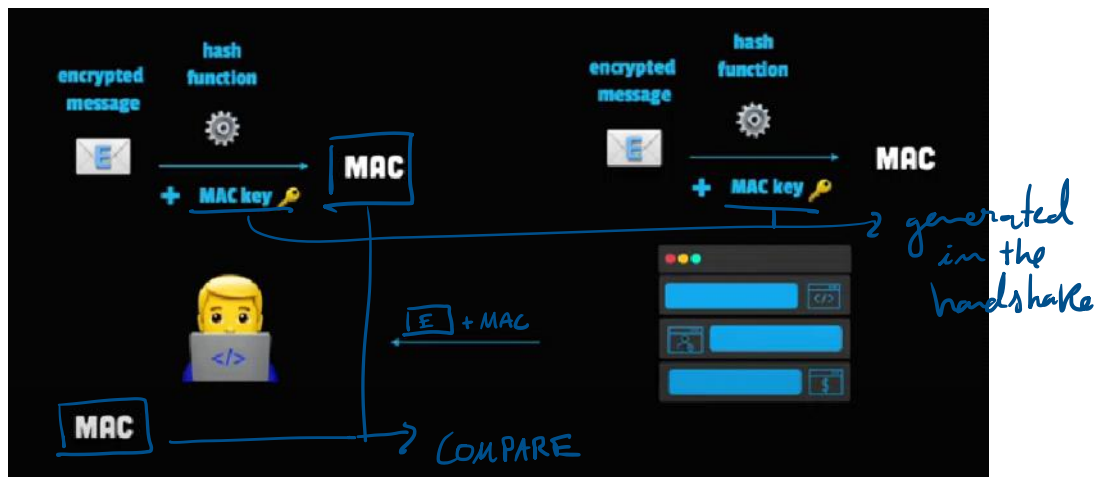 encrypted
message
E
hash
function
+ MAC key
MAC
encrypted
message
E
hash
function
+ MAC key
MAC
generated
in the
handshake
</>
E + MAC
</>
$
MAC
COMPARE